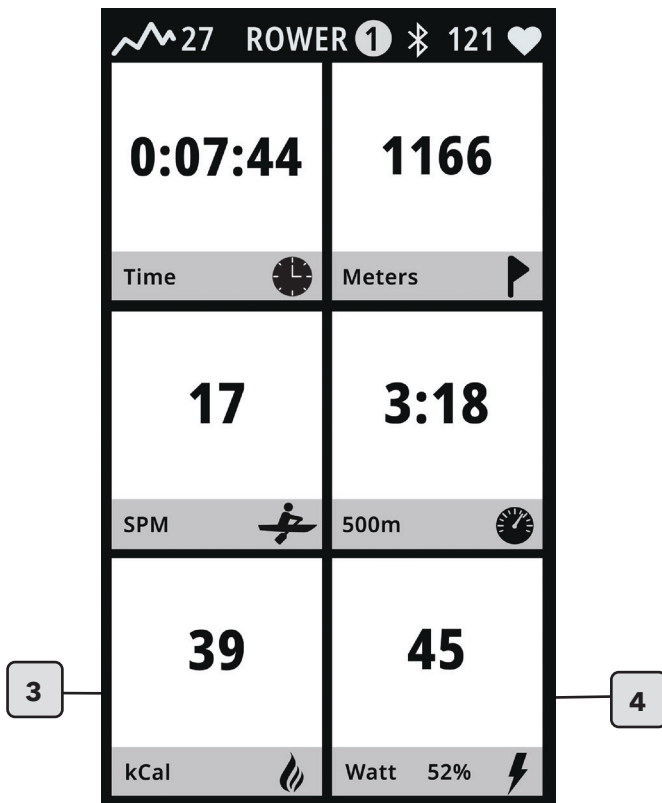 27 ROWER 1 121
0:07:44 1166
Time Meters
17 3:18
SPM 500m
39 45
3
4
kCal Watt 52%